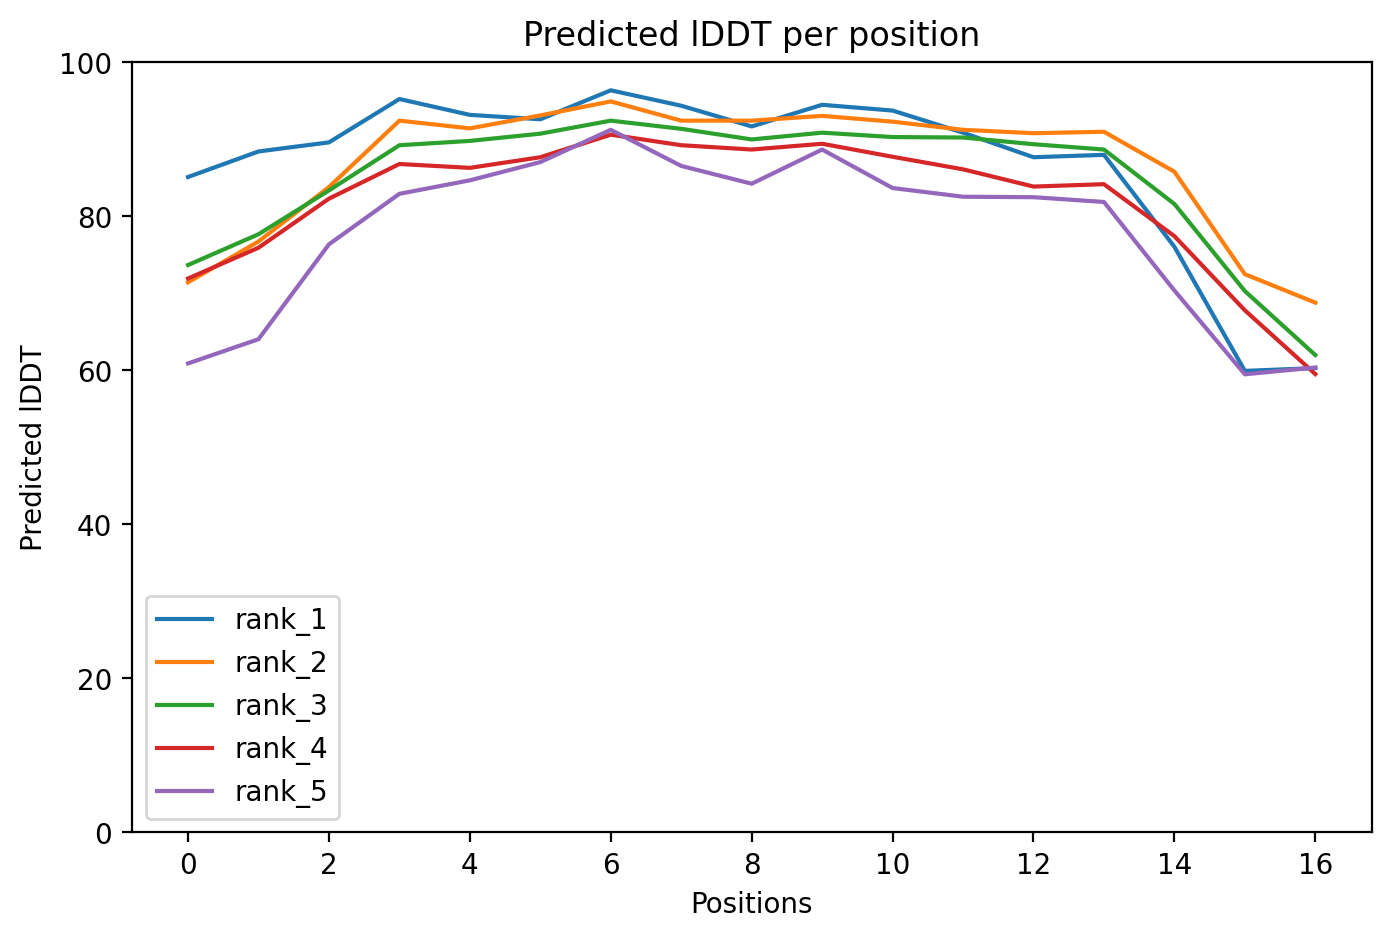 Predicted lDDT per position
Predicted lDDT
100
80
60
40
20
0
rank_1
rank_2
rank_3
rank_4
rank_5
0 2 4 6 8 10 12 14 16
Positions